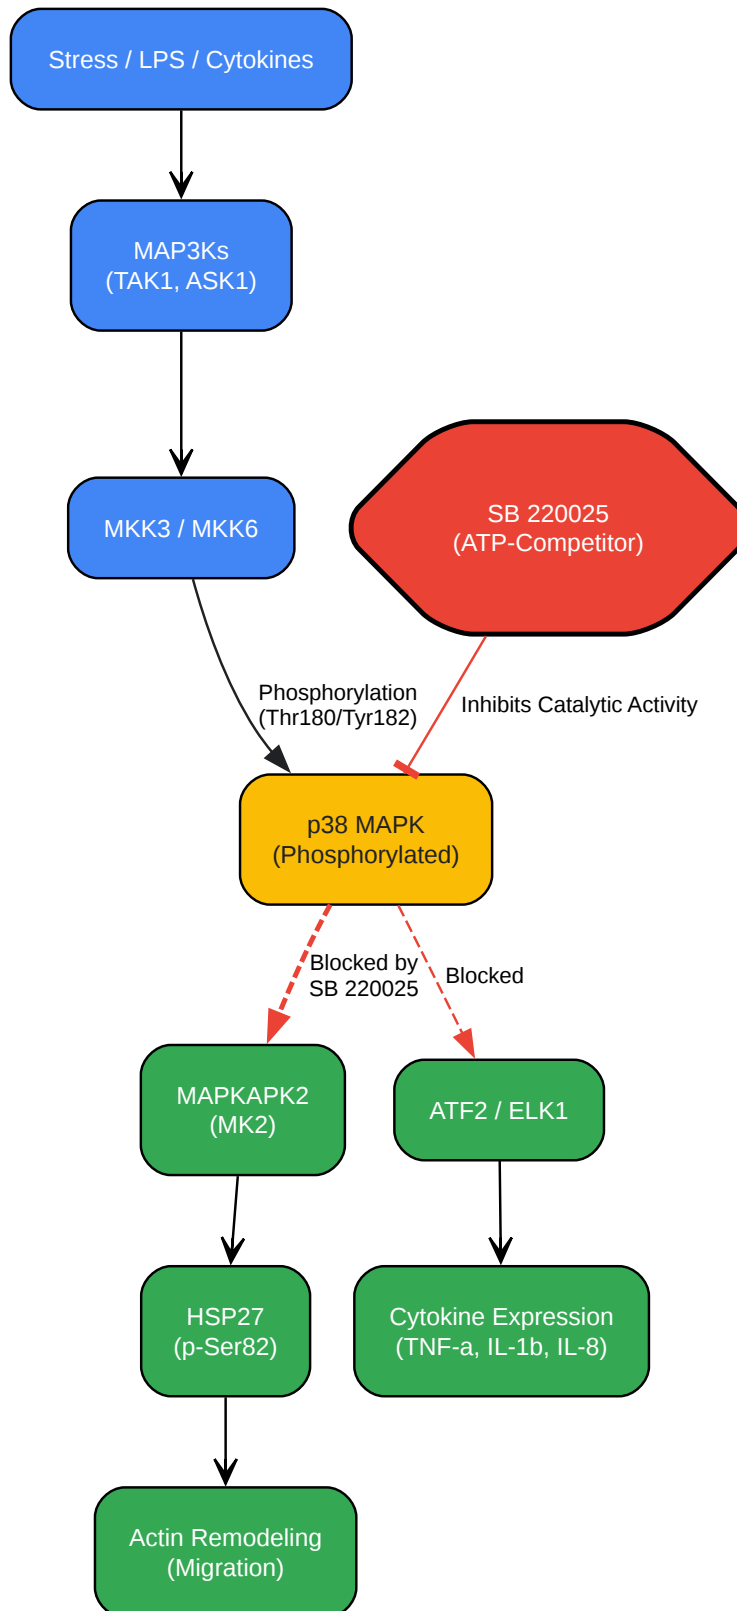 Stress / LPS / Cytokines
MAP3Ks
(TAK1, ASK1)
MKK3 / MKK6
SB 220025
(ATP-Competitor)
Phosphorylation
(Thr180/Tyr182)
Inhibits Catalytic Activity
p38 MAPK
(Phosphorylated)
Blocked by
SB 220025
Blocked
MAPKAPK2
(MK2)
ATF2 / ELK1
HSP27
(p-Ser82)
Cytokine Expression
(TNF-a, IL-1b, IL-8)
Actin Remodeling
(Migration)